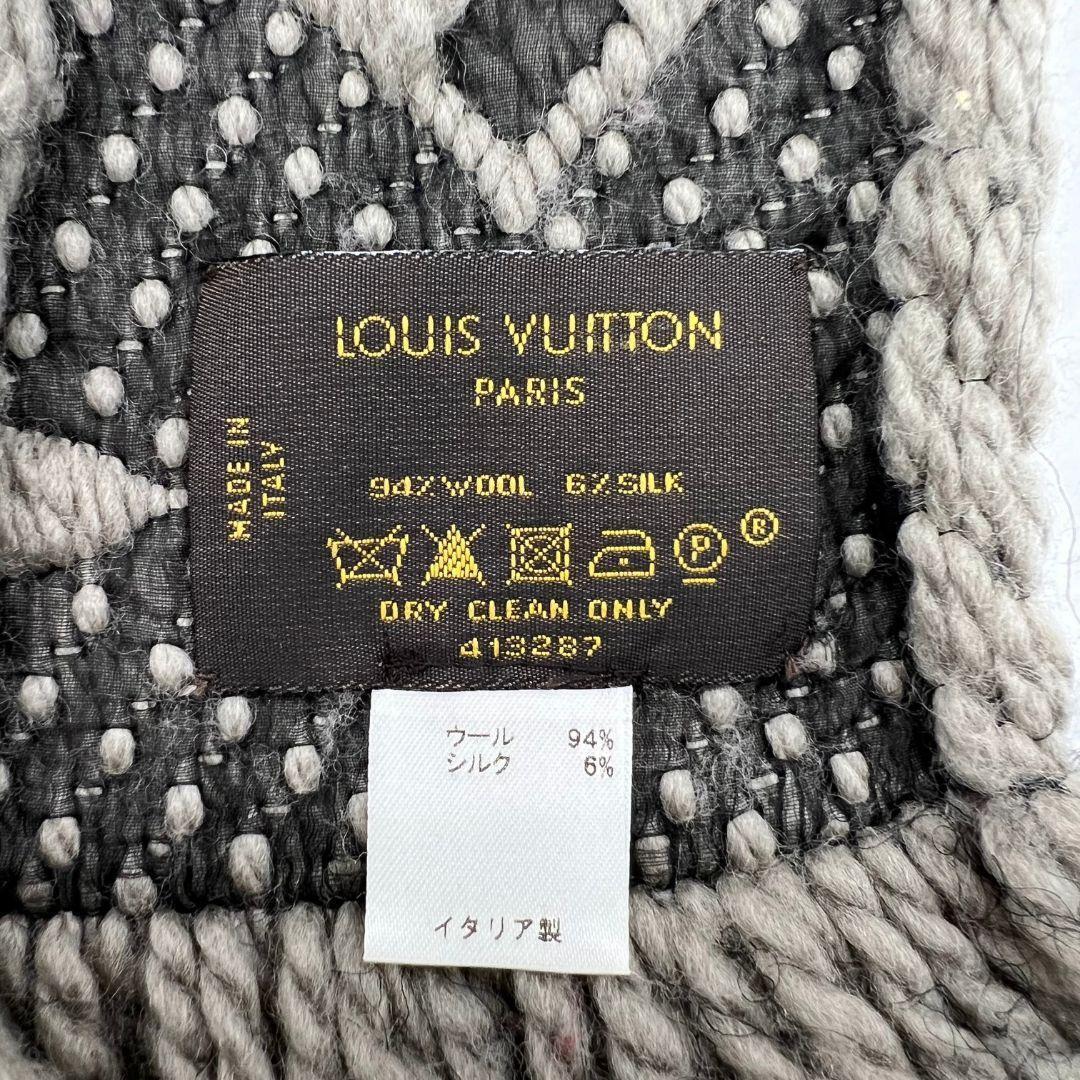 LOUIS VUITTON
PARIS
MADE IN
ITALY
94% WOOL 6% SILK
P ®
DRY CLEAN ONLY
413287
ウール 94%
シルク 6%
イタリア製